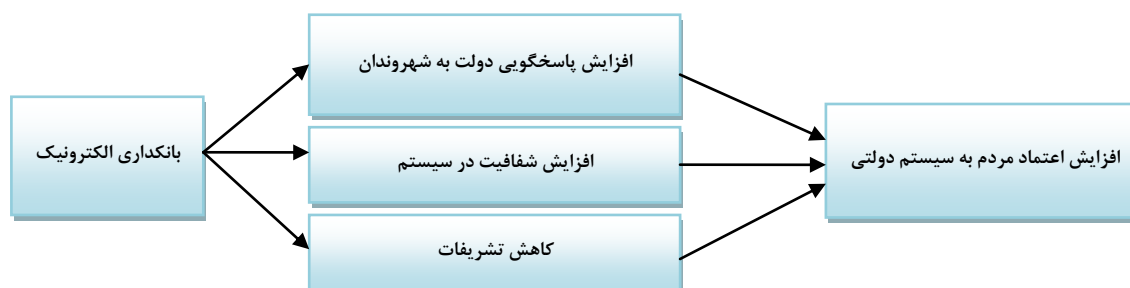 بانکداری الکترونیک
افزایش پاسخگویی دولت به شهروندان
افزایش شفافیت در سیستم
کاهش تشریفات
افزایش اعتماد مردم به سیستم دولتی